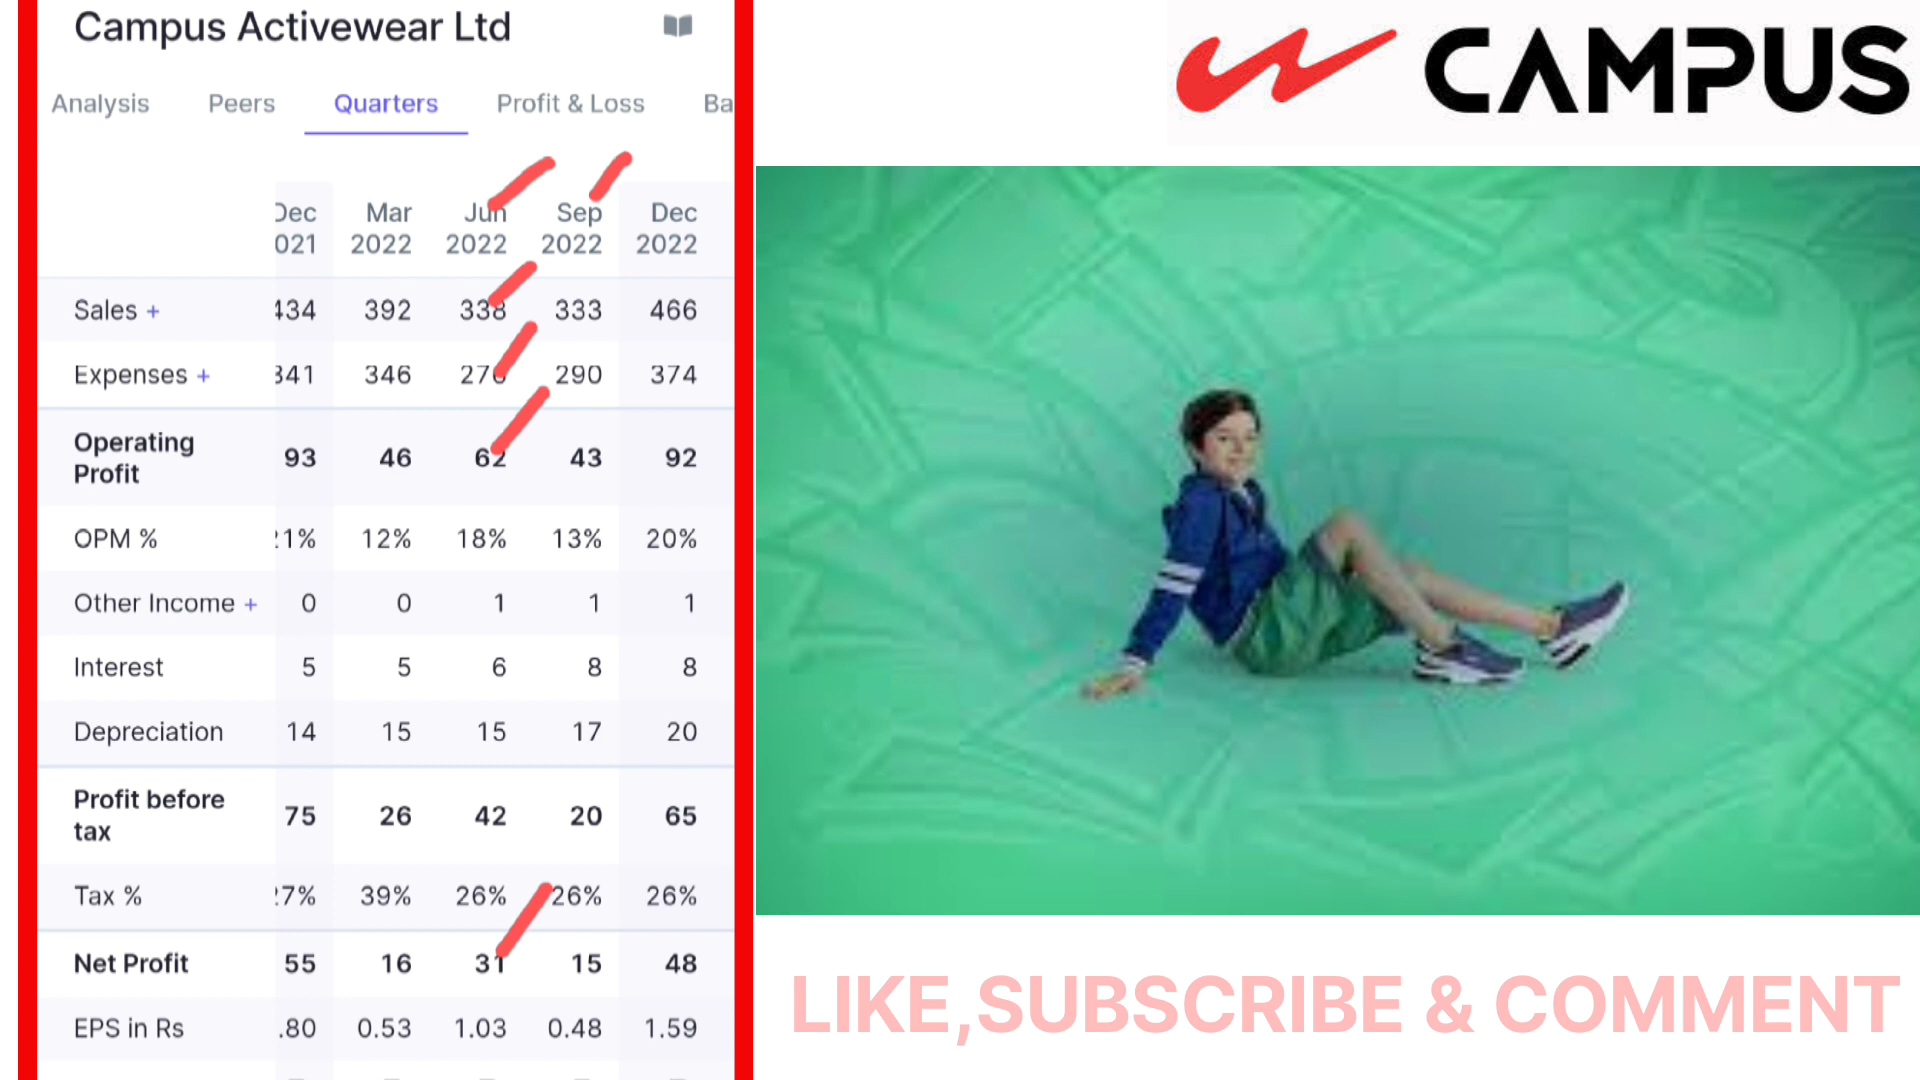 Campus Activewear Ltd
Analysis Peers Quarters Profit & Loss Ba
Dec Mar Jun Sep Dec
021 2022 2022 2022 2022
Sales + 434 392 338 333 466
Expenses + 341 346 276 290 374
Operating
Profit 93 46 62 43 92
OPM % 21% 12% 18% 13% 20%
Other Income + 0 0 1 1 1
Interest 5 5 6 8 8
Depreciation 14 15 15 17 20
Profit before
tax 75 26 42 20 65
Tax % 27% 39% 26% 26% 26%
Net Profit 55 16 31 15 48
EPS in Rs .80 0.53 1.03 0.48 1.59
CAMPUS
LIKE,SUBSCRIBE & COMMENT